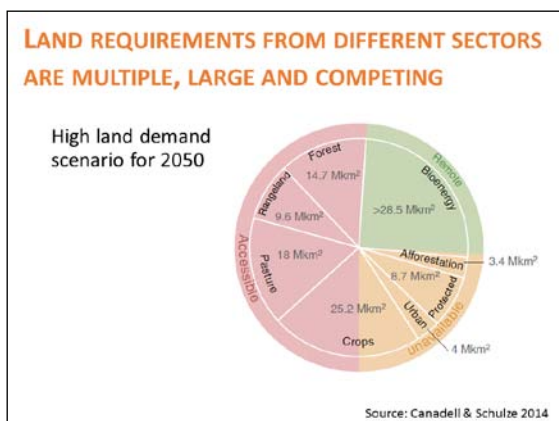 LAND REQUIREMENTS FROM DIFFERENT SECTORS
ARE MULTIPLE, LARGE AND COMPETING
High land demand
scenario for 2050
Forest
14.7 Mkm²
Rangeland
9.6 Mkm²
Remote
Bioenergy
>28.5 Mkm²
Accessible
Pasture
18 Mkm²
Afforestation
3.4 Mkm²
8.7 Mkm²
Protected
25.2 Mkm²
Urban
unavailable
4 Mkm²
Crops
Source: Canadell & Schulze 2014